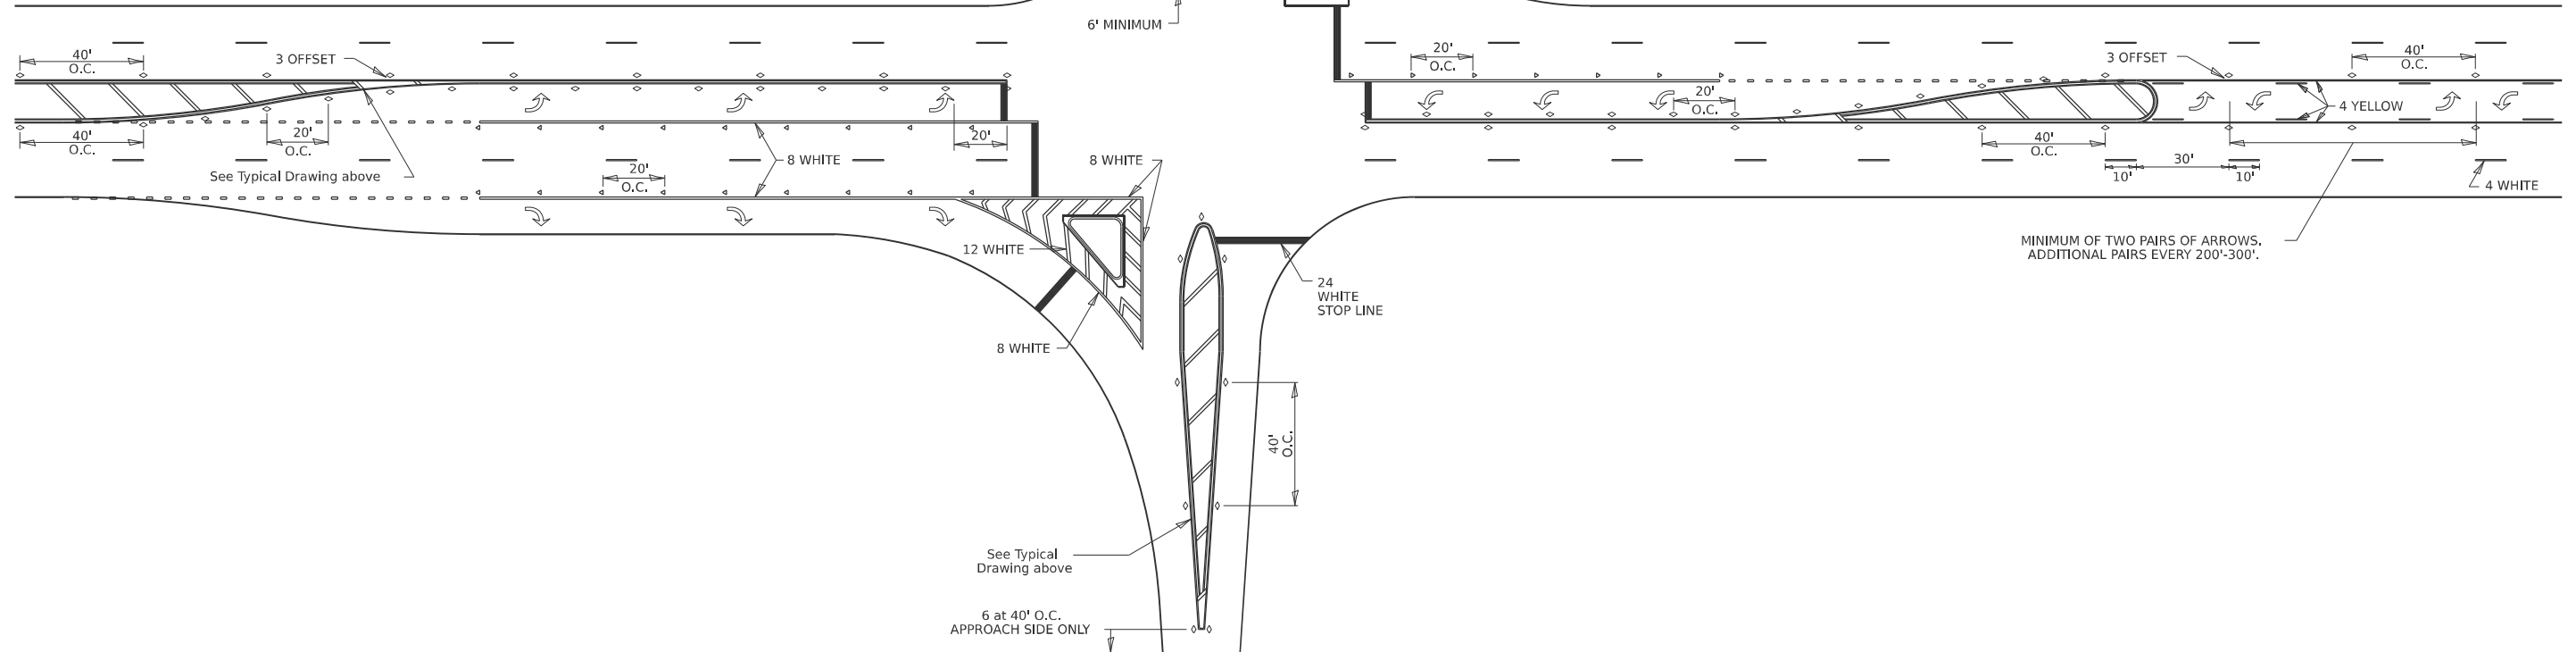 6' MINIMUM
40'
O.C.
3 OFFSET
20'
O.C.
3 OFFSET
40'
O.C.
20'
O.C.
4 YELLOW
40'
O.C.
20'
O.C.
20'
8 WHITE
8 WHITE
40'
O.C.
30'
10'
10'
See Typical Drawing above
20'
O.C.
4 WHITE
12 WHITE
MINIMUM OF TWO PAIRS OF ARROWS.
ADDITIONAL PAIRS EVERY 200'-300'.
24
WHITE
STOP LINE
8 WHITE
40'
O.C.
See Typical
Drawing above
6 at 40' O.C.
APPROACH SIDE ONLY